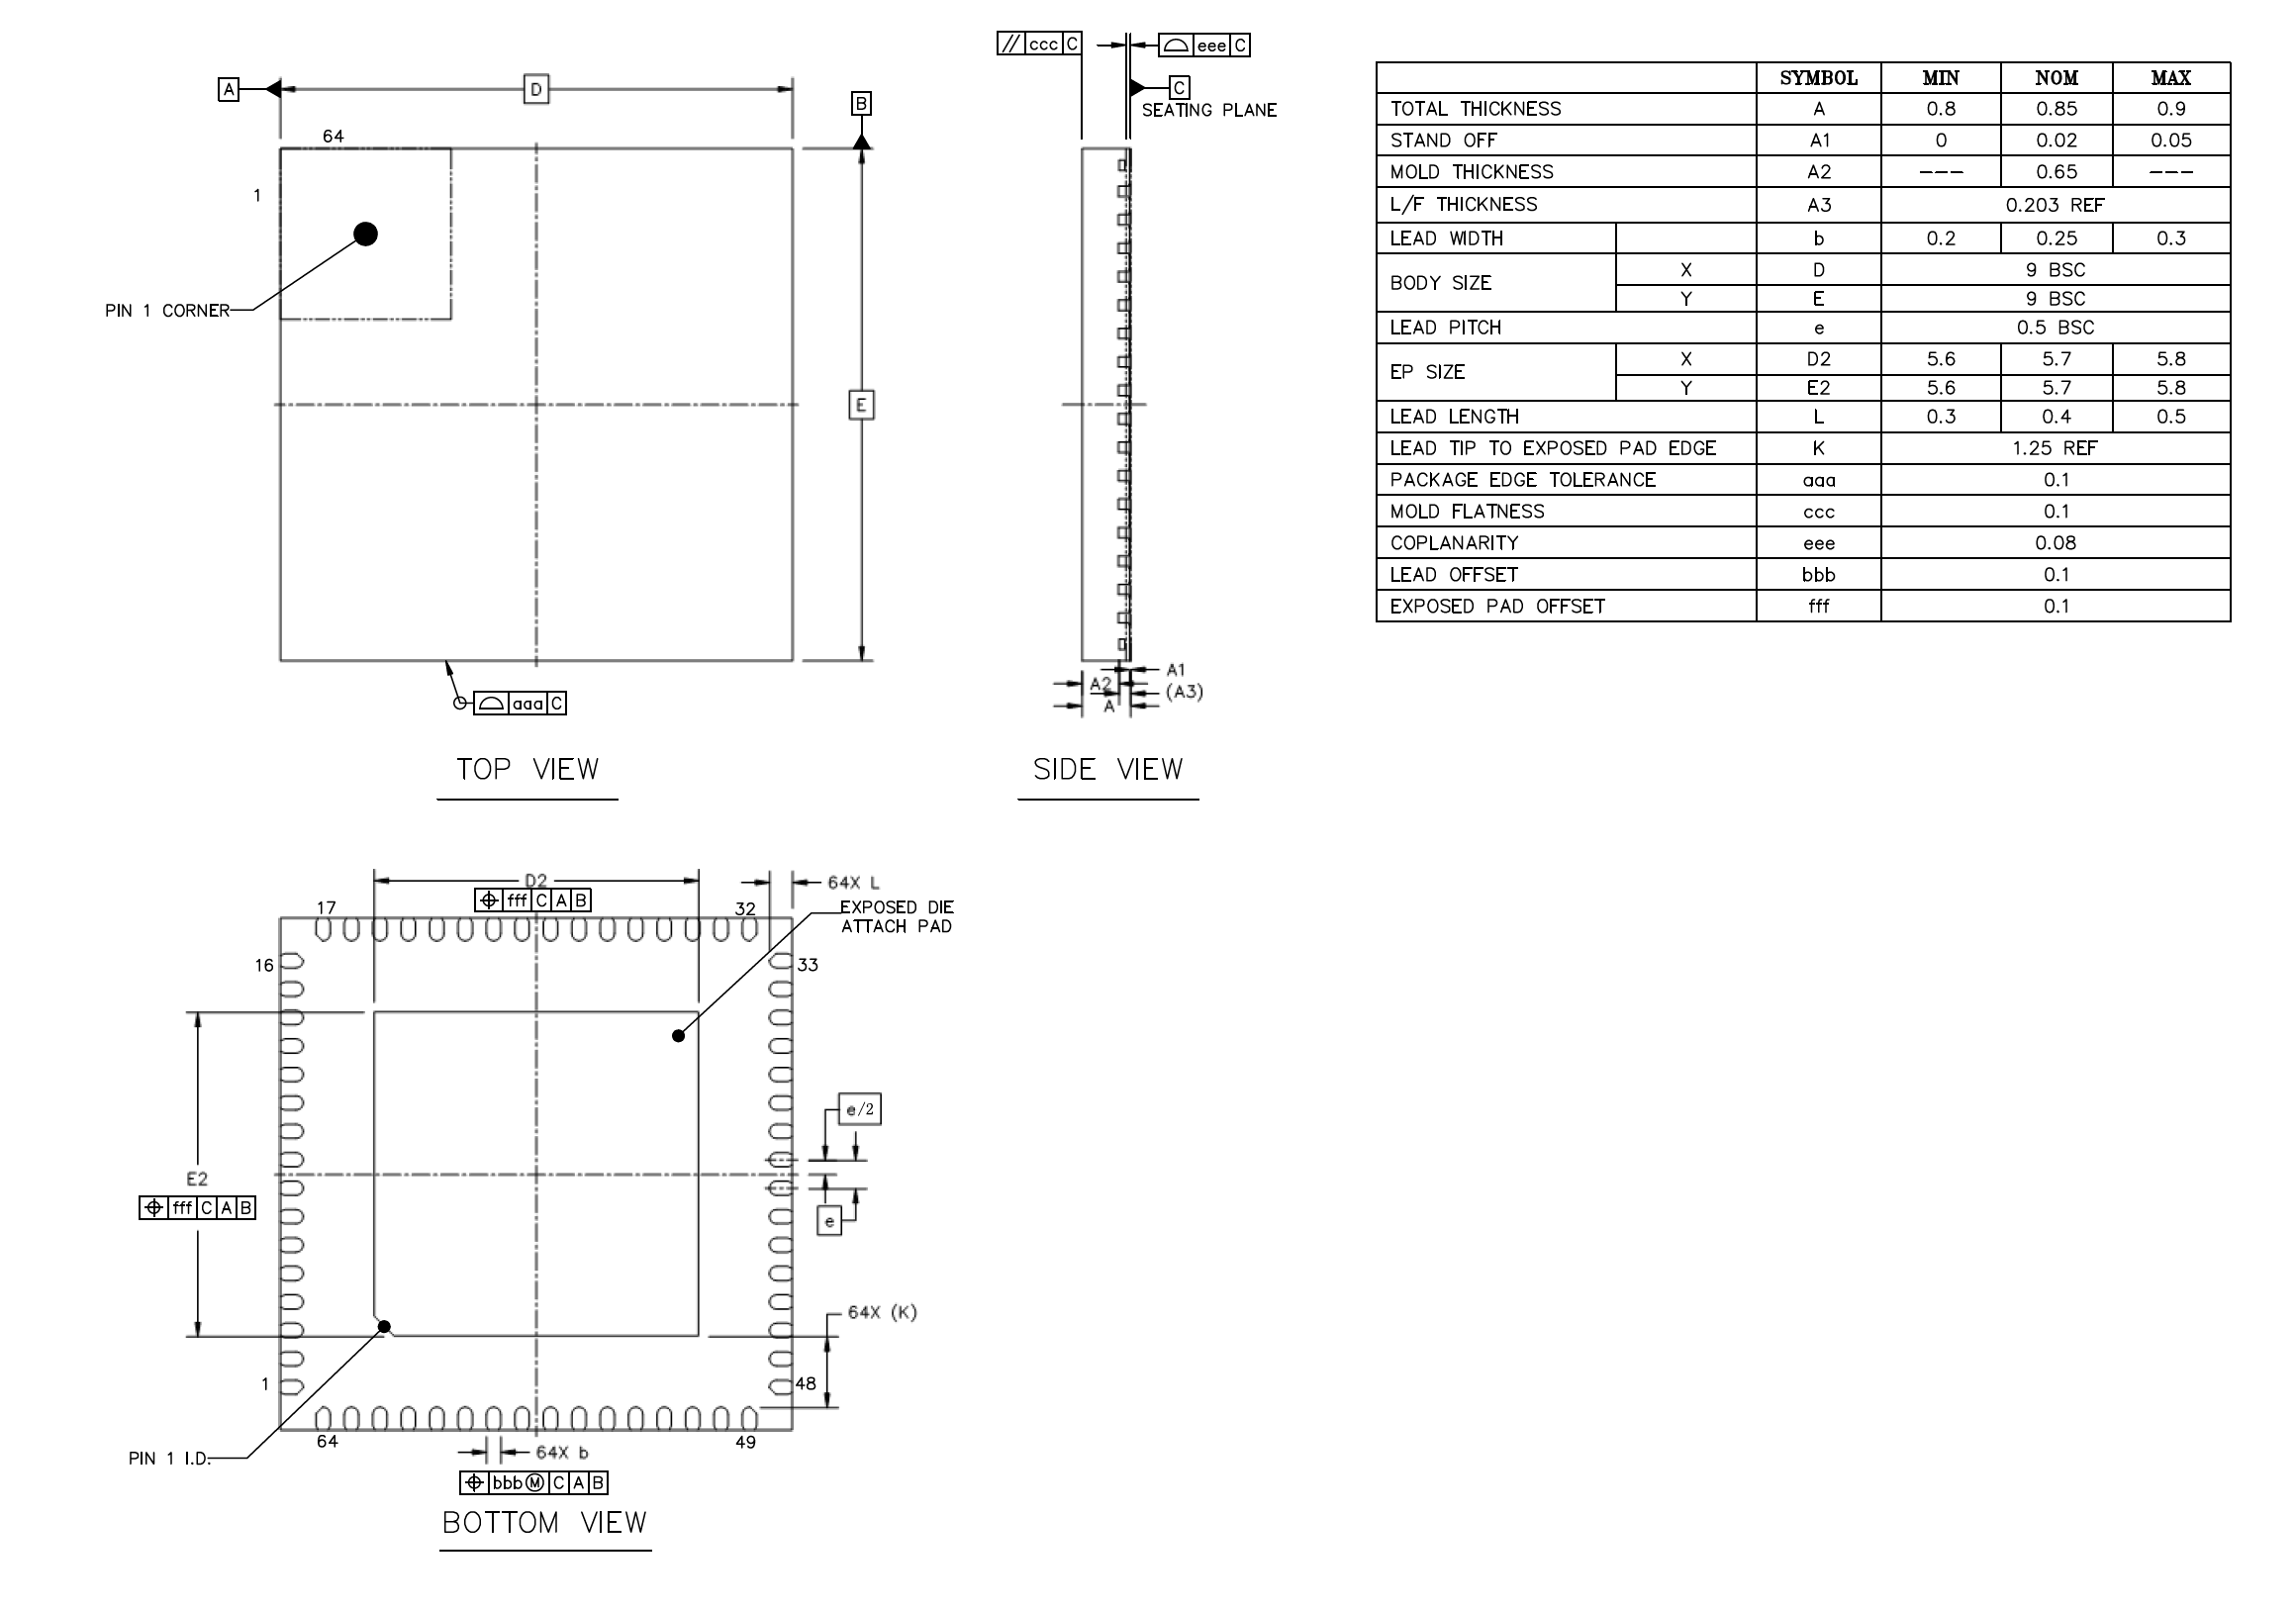 A
D
B
64
1
PIN 1 CORNER
E
aaa C
TOP VIEW
// ccc C
eee C
C
SEATING PLANE
A1
A2
(A3)
A
SIDE VIEW
SYMBOL MIN NOM MAX
TOTAL THICKNESS A 0.8 0.85 0.9
STAND OFF A1 0 0.02 0.05
MOLD THICKNESS A2 --- 0.65 ---
L/F THICKNESS A3 0.203 REF
LEAD WIDTH b 0.2 0.25 0.3
BODY SIZE X D 9 BSC
Y E 9 BSC
LEAD PITCH e 0.5 BSC
EP SIZE X D2 5.6 5.7 5.8
Y E2 5.6 5.7 5.8
LEAD LENGTH L 0.3 0.4 0.5
LEAD TIP TO EXPOSED PAD EDGE K 1.25 REF
PACKAGE EDGE TOLERANCE aaa 0.1
MOLD FLATNESS ccc 0.1
COPLANARITY eee 0.08
LEAD OFFSET bbb 0.1
EXPOSED PAD OFFSET fff 0.1
D2
⌖ fff C A B
64X L
EXPOSED DIE
ATTACH PAD
17
32
16
33
e/2
E2
⌖ fff C A B
e
64X (K)
1
48
64
49
PIN 1 I.D.
64X b
⌖ bbbⓂ C A B
BOTTOM VIEW